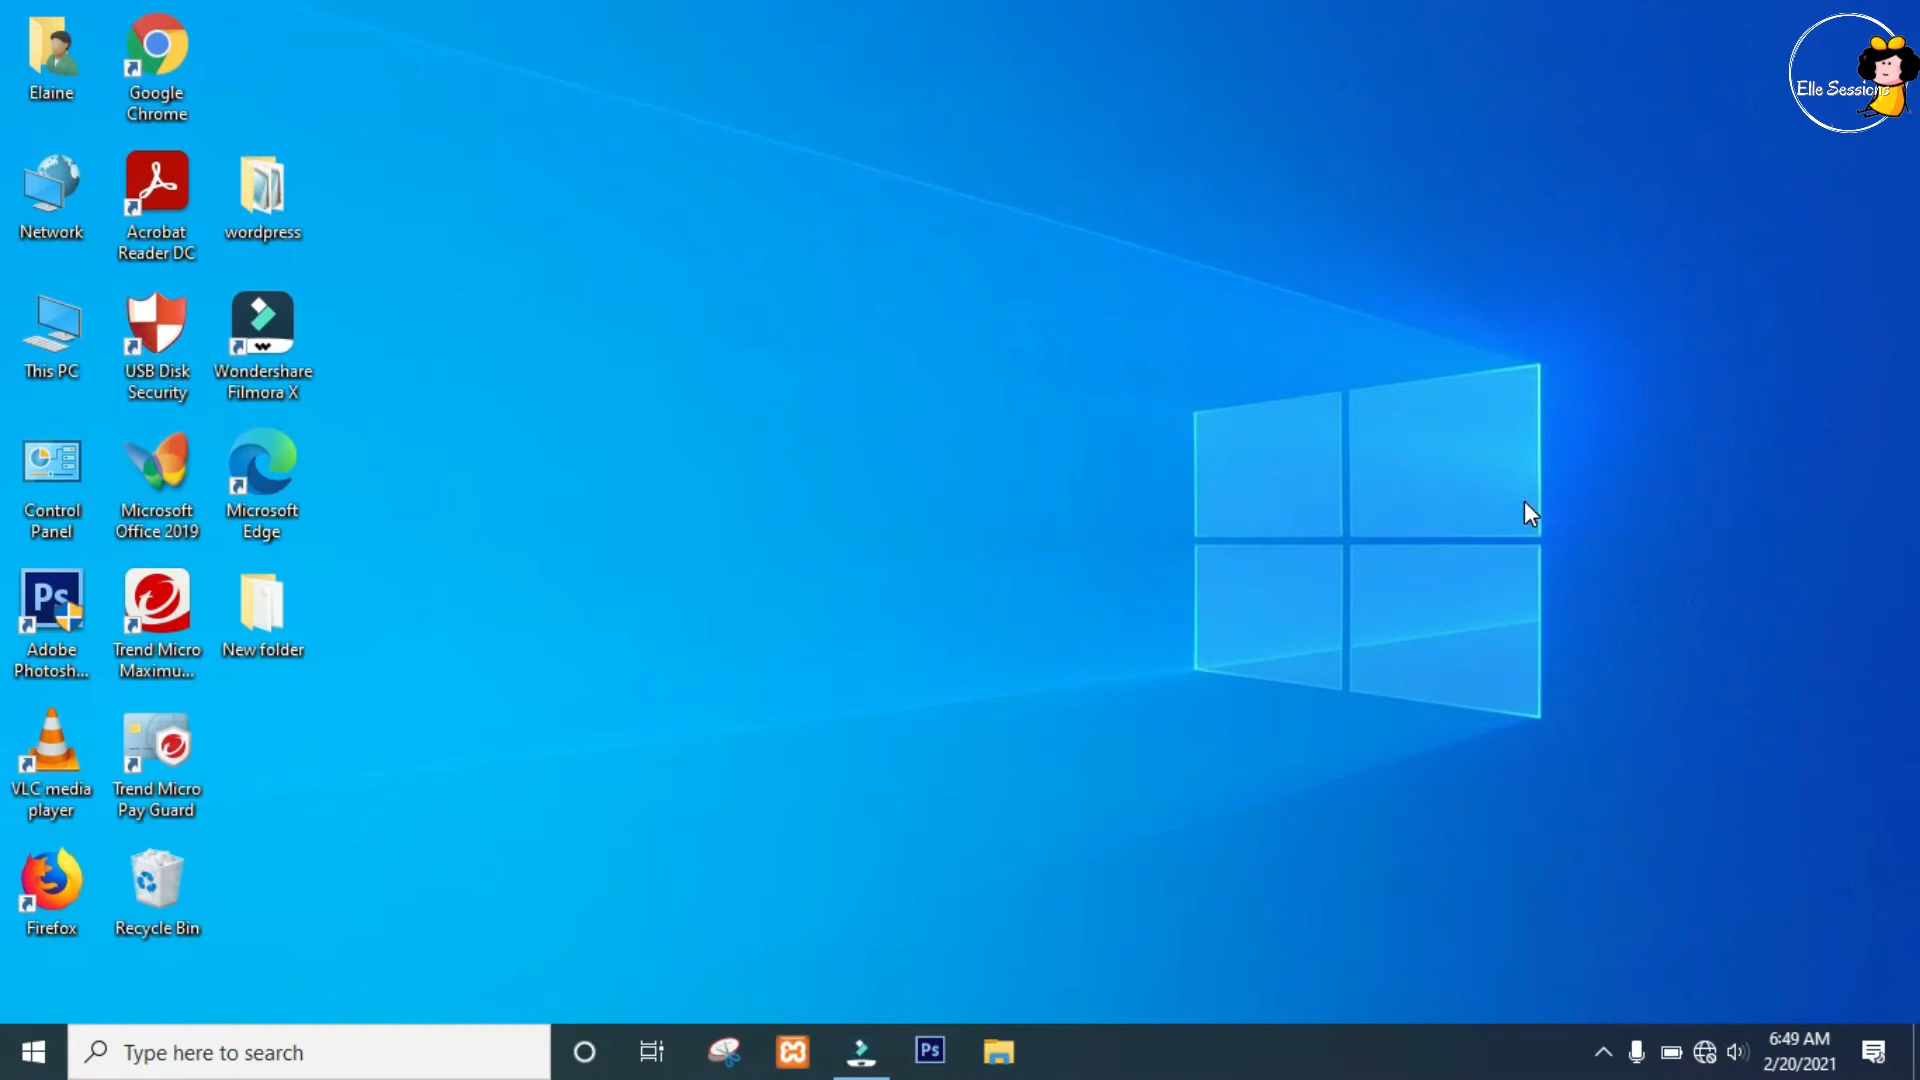 Elle Sessions
Elaine
Google
Chrome
Network
Acrobat
Reader DC
wordpress
This PC
USB Disk
Security
Wondershare
Filmora X
Control
Panel
Microsoft
Office 2019
Microsoft
Edge
Ps
Adobe
Photosh...
Trend Micro
Maximu...
New folder
VLC media
player
Trend Micro
Pay Guard
Firefox
Recycle Bin
Type here to search
Ps
6:49 AM
2/20/2021